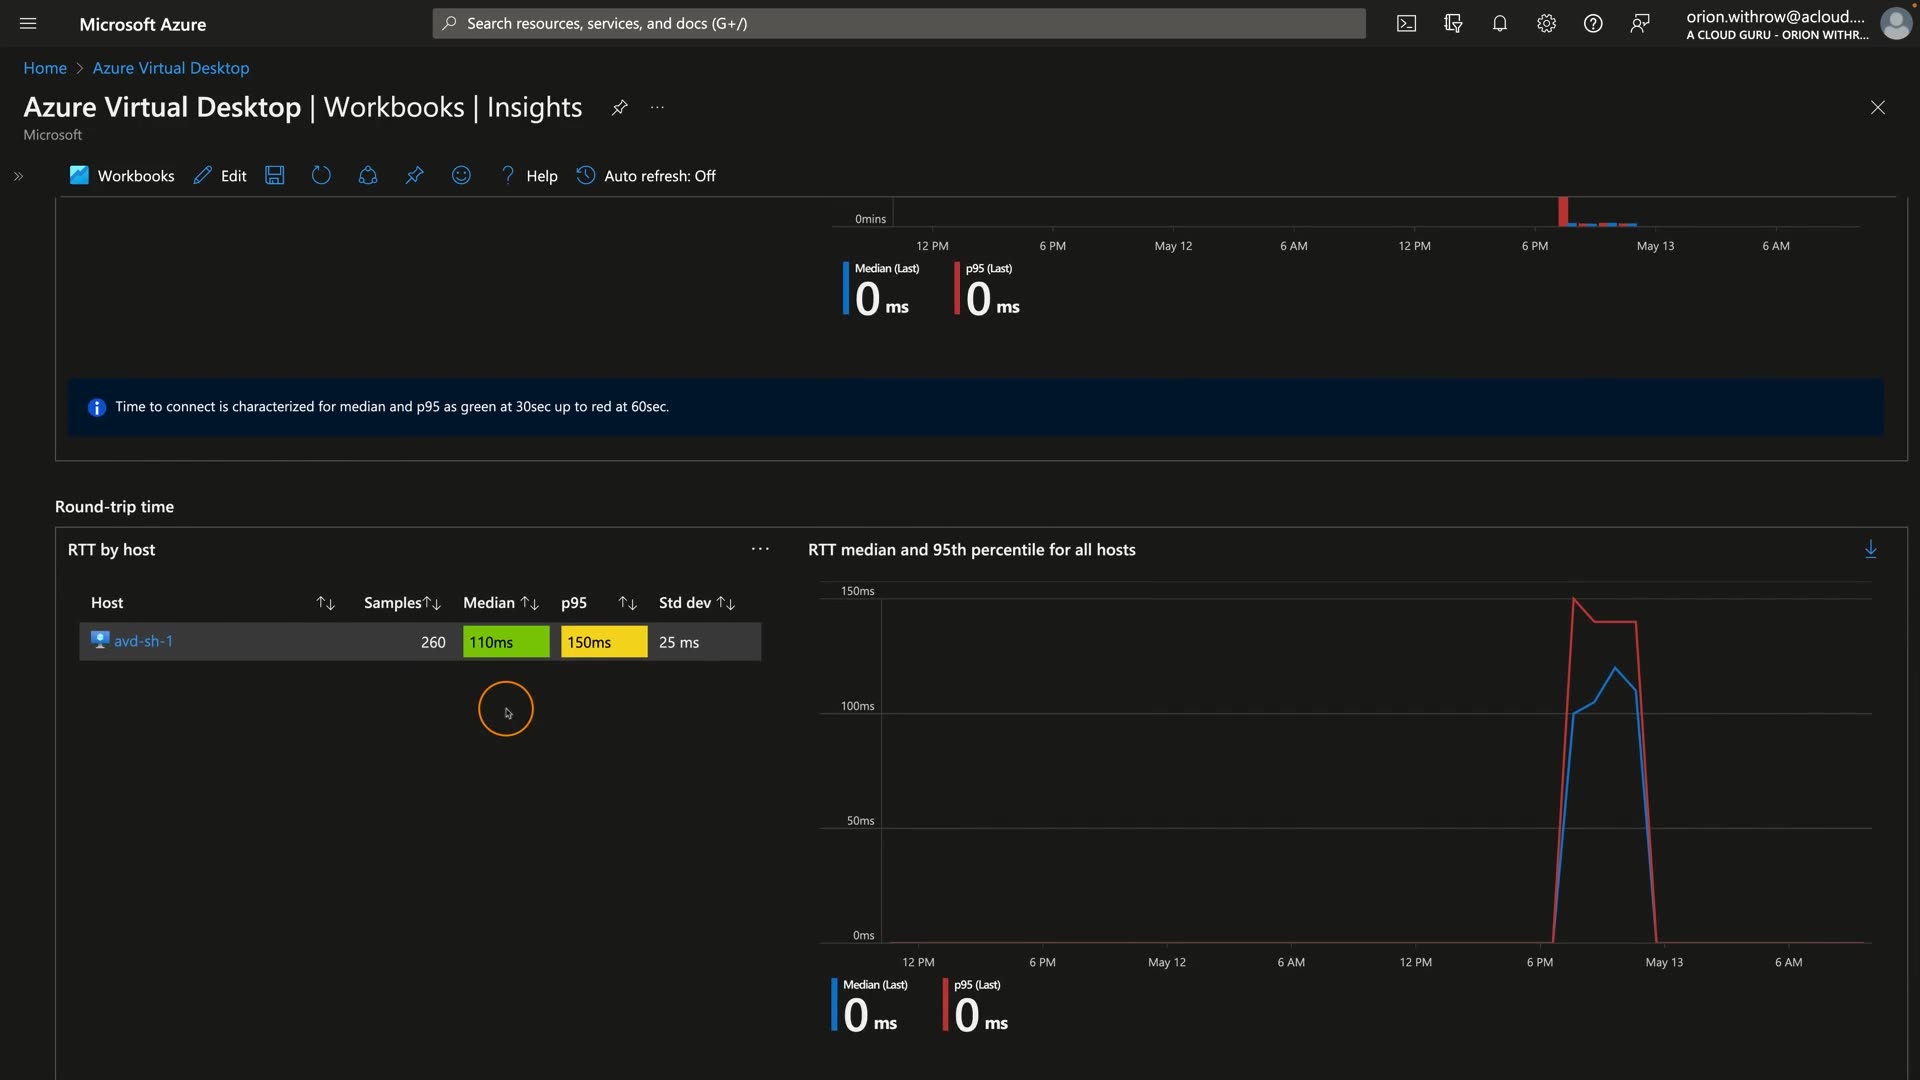 Microsoft Azure
Search resources, services, and docs (G+/)
orion.withrow@acloud....
A CLOUD GURU - ORION WITHR...
Home > Azure Virtual Desktop
Azure Virtual Desktop | Workbooks | Insights
Microsoft
Workbooks Edit Help Auto refresh: Off
0mins
12 PM 6 PM May 12 6 AM 12 PM 6 PM May 13 6 AM
Median (Last) p95 (Last)
0 ms 0 ms
Time to connect is characterized for median and p95 as green at 30sec up to red at 60sec.
Round-trip time
RTT by host
Host Samples Median p95 Std dev
avd-sh-1 260 110ms 150ms 25 ms
RTT median and 95th percentile for all hosts
150ms
100ms
50ms
0ms
12 PM 6 PM May 12 6 AM 12 PM 6 PM May 13 6 AM
Median (Last) p95 (Last)
0 ms 0 ms